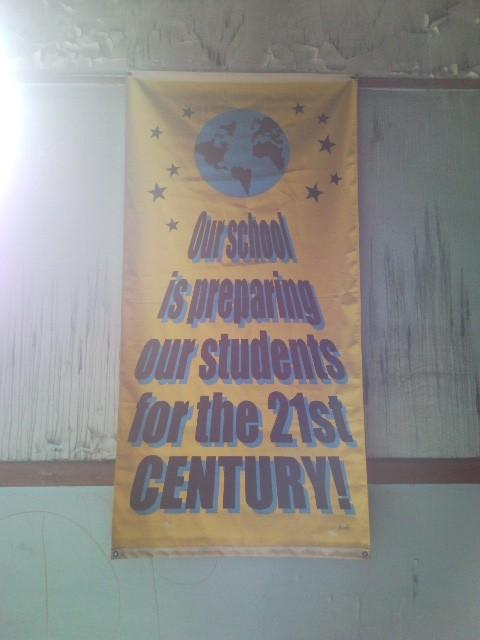 Our school
is preparing
our students
for the 21st
CENTURY!